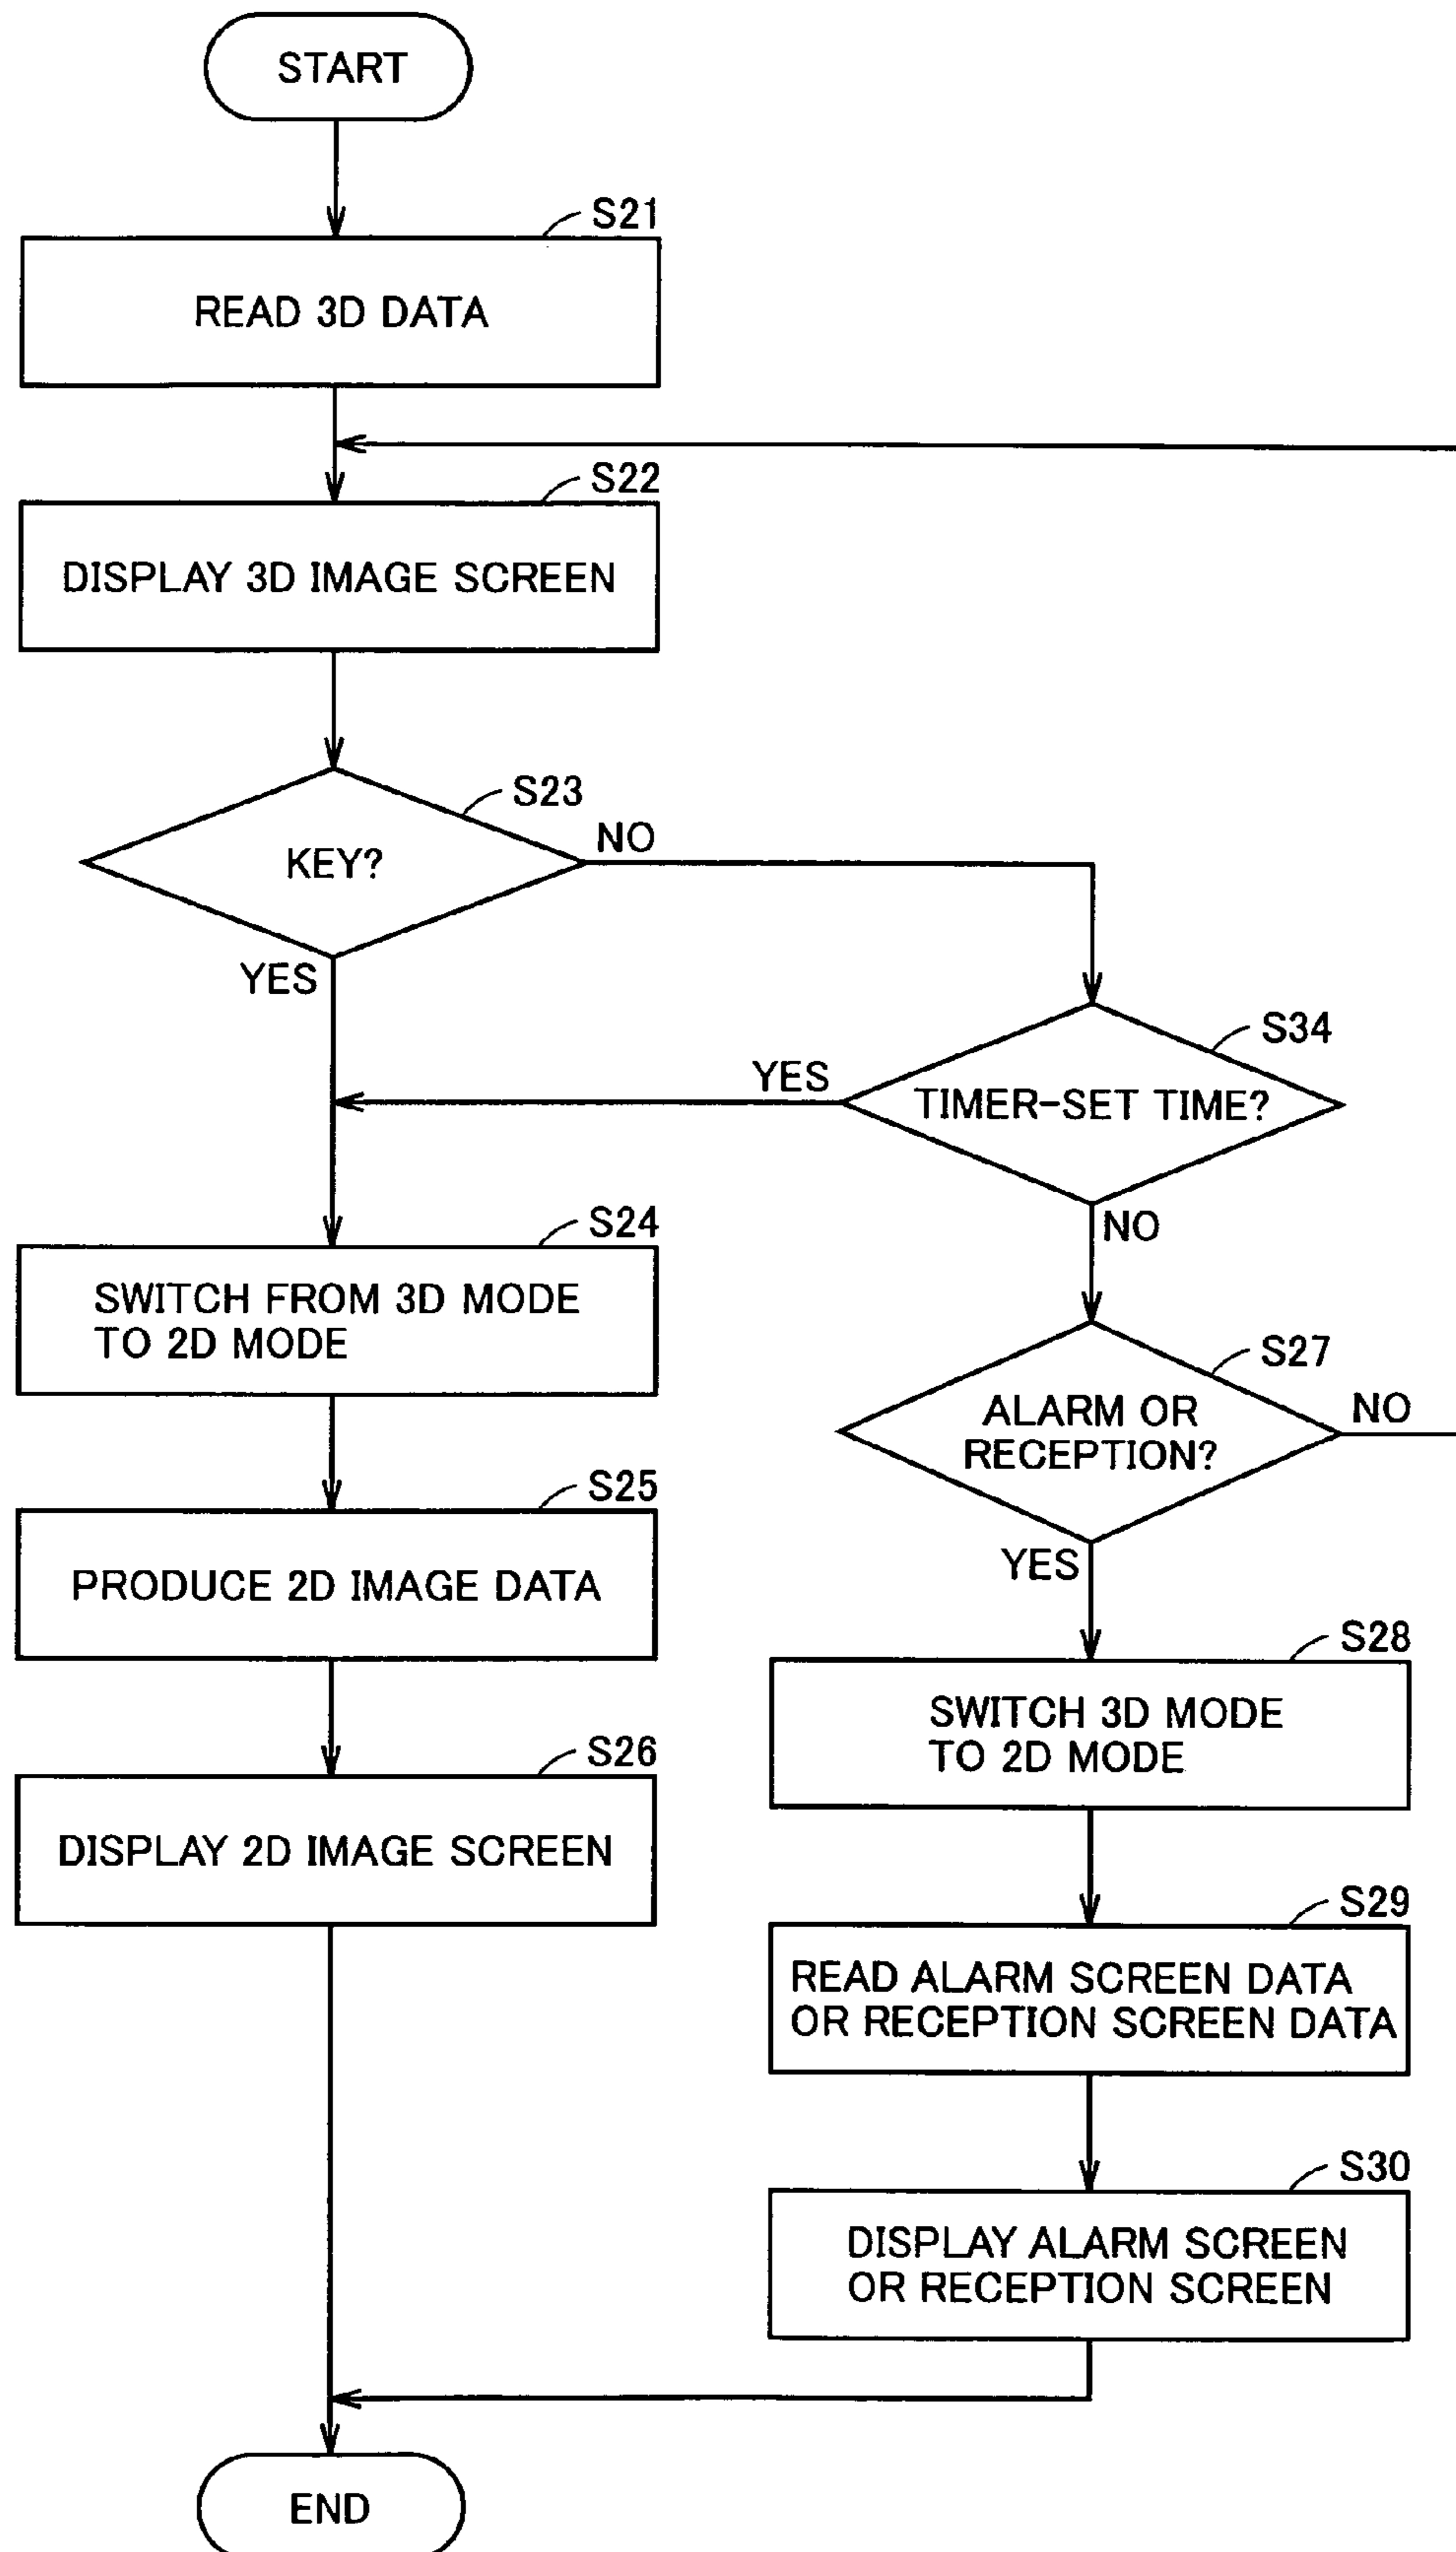 START
S21
READ 3D DATA
S22
DISPLAY 3D IMAGE SCREEN
S23
KEY?
NO
YES
S34
TIMER-SET TIME?
YES
NO
S24
SWITCH FROM 3D MODE
TO 2D MODE
S27
ALARM OR
RECEPTION?
NO
YES
S25
PRODUCE 2D IMAGE DATA
S28
SWITCH 3D MODE
TO 2D MODE
S26
DISPLAY 2D IMAGE SCREEN
S29
READ ALARM SCREEN DATA
OR RECEPTION SCREEN DATA
S30
DISPLAY ALARM SCREEN
OR RECEPTION SCREEN
END